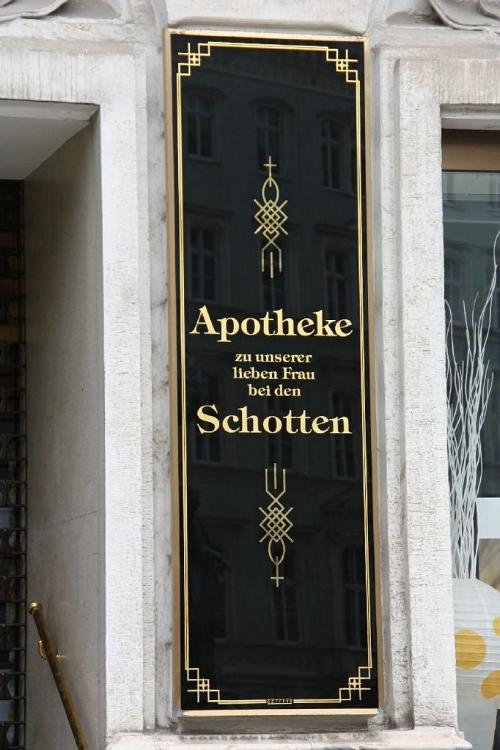 Apotheke
zu unserer
lieben Frau
bei den
Schotten